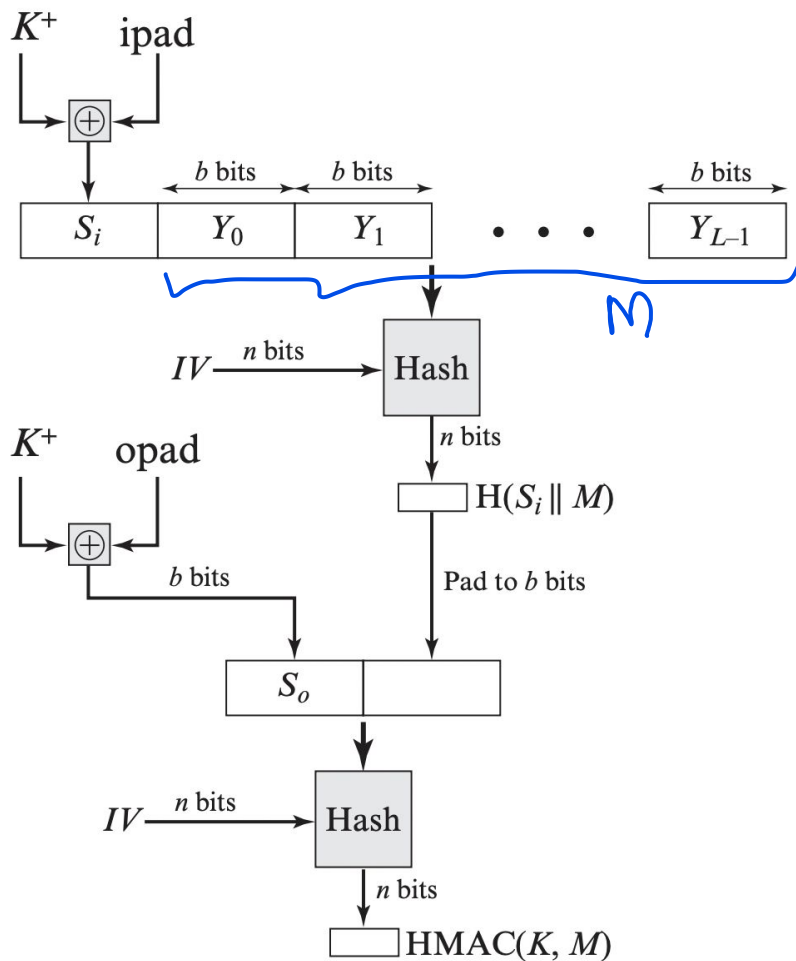 K⁺ ipad
⊕
b bits b bits b bits
Sᵢ Y₀ Y₁ • • • Y_{L–1}
M
IV n bits Hash
n bits
K⁺ opad
H(Sᵢ || M)
⊕
b bits
Pad to b bits
Sₒ
IV n bits Hash
n bits
HMAC(K, M)